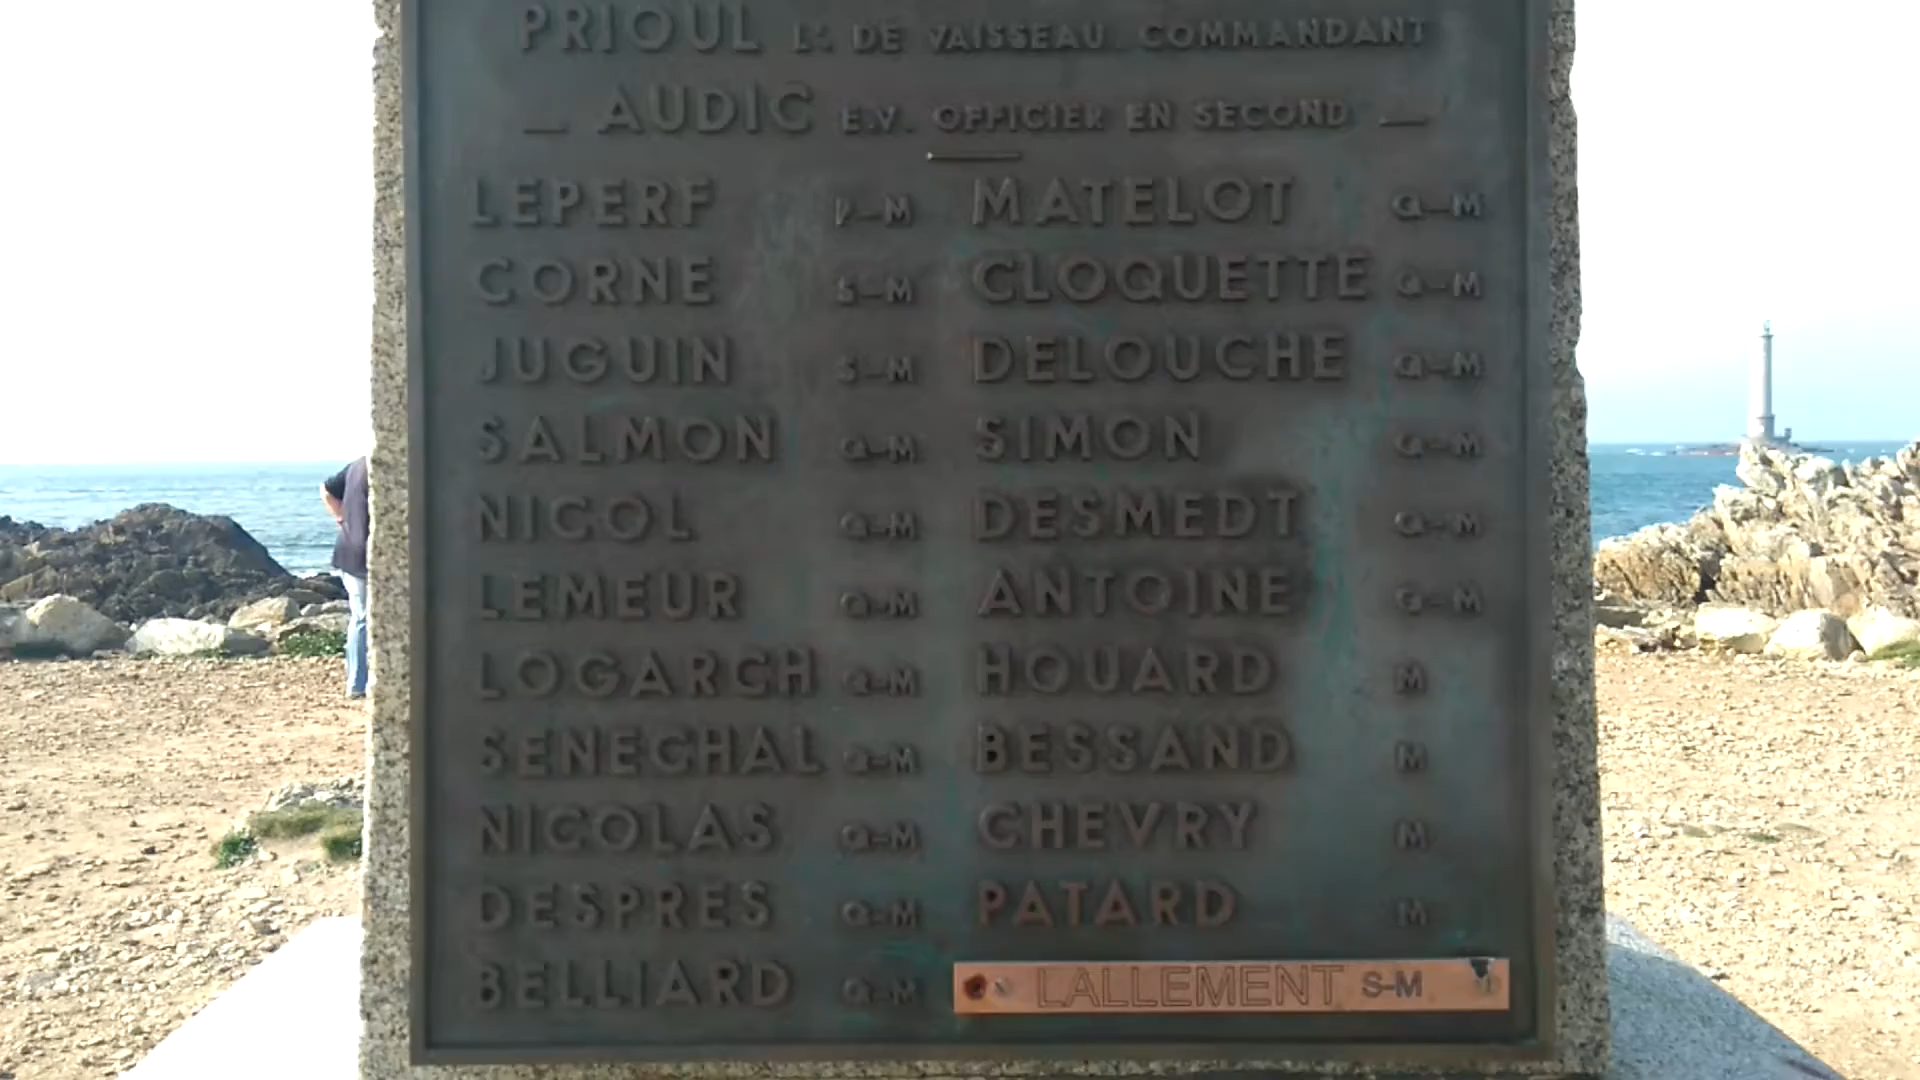 PRIOUL Lt. DE VAISSEAU. COMMANDANT
— AUDIC E.V. OFFICIER EN SECOND —
LEPERF P-M MATELOT Q-M
CORNE S-M CLOQUETTE Q-M
JUGUIN S-M DELOUCHE Q-M
SALMON Q-M SIMON Q-M
NICOL Q-M DESMEDT Q-M
LEMEUR Q-M ANTOINE Q-M
LOGARCH Q-M HOUARD M
SENECHAL Q-M BESSAND M
NICOLAS Q-M CHEVRY M
DESPRES Q-M PATARD M
BELLIARD Q-M LALLEMENT S-M